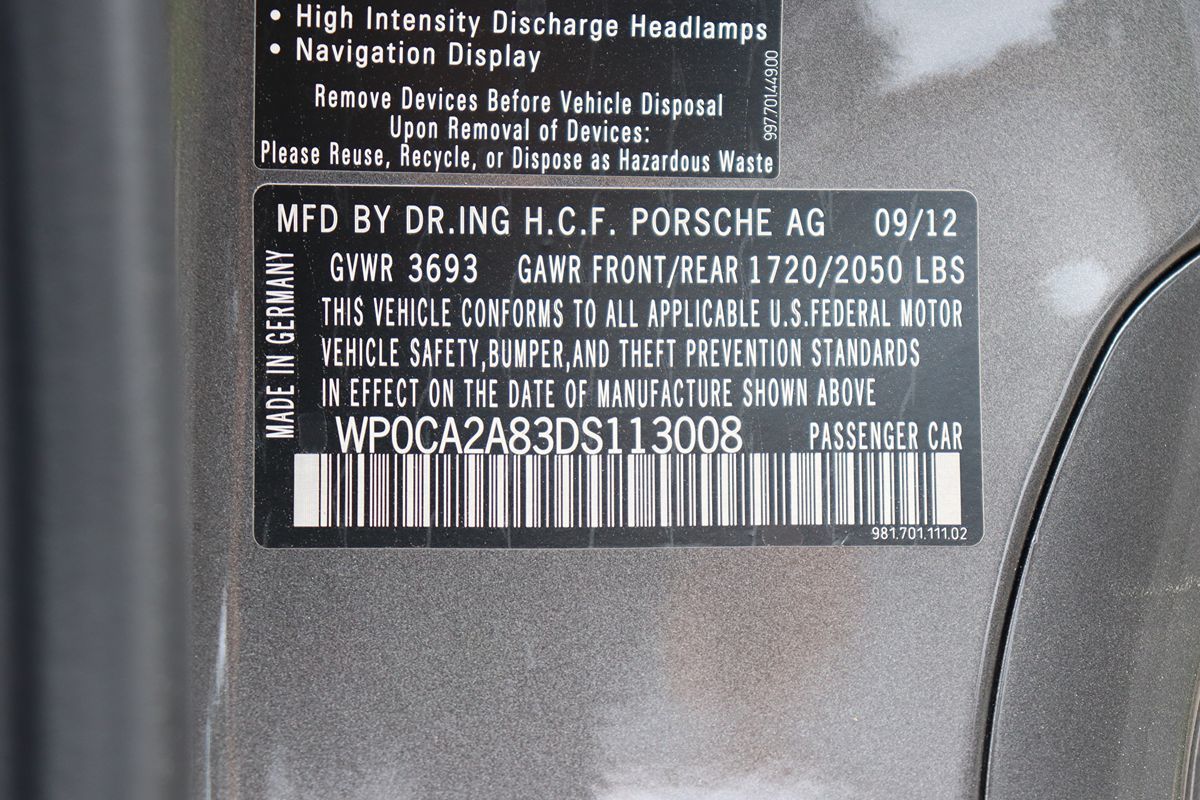 • High Intensity Discharge Headlamps
• Navigation Display
Remove Devices Before Vehicle Disposal
Upon Removal of Devices:
Please Reuse, Recycle, or Dispose as Hazardous Waste
997.701.449.00
MFD BY DR.ING H.C.F. PORSCHE AG 09/12
GVWR 3693 GAWR FRONT/REAR 1720/2050 LBS
MADE IN GERMANY
THIS VEHICLE CONFORMS TO ALL APPLICABLE U.S.FEDERAL MOTOR
VEHICLE SAFETY,BUMPER,AND THEFT PREVENTION STANDARDS
IN EFFECT ON THE DATE OF MANUFACTURE SHOWN ABOVE
WP0CA2A83DS113008 PASSENGER CAR
981.701.111.02